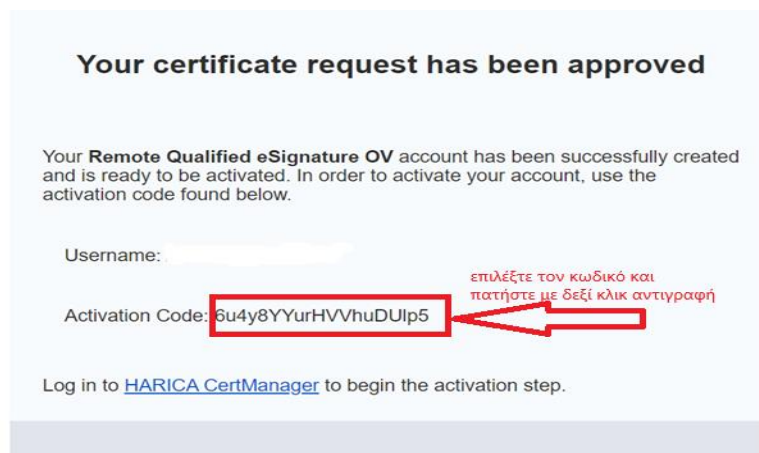 Your certificate request has been approved
Your Remote Qualified eSignature OV account has been successfully created
and is ready to be activated. In order to activate your account, use the
activation code found below.
Username:
επιλέξτε τον κωδικό και
πατήστε με δεξί κλικ αντιγραφή
Activation Code: 6u4y8YYurHVVhuDUlp5
Log in to HARICA CertManager to begin the activation step.